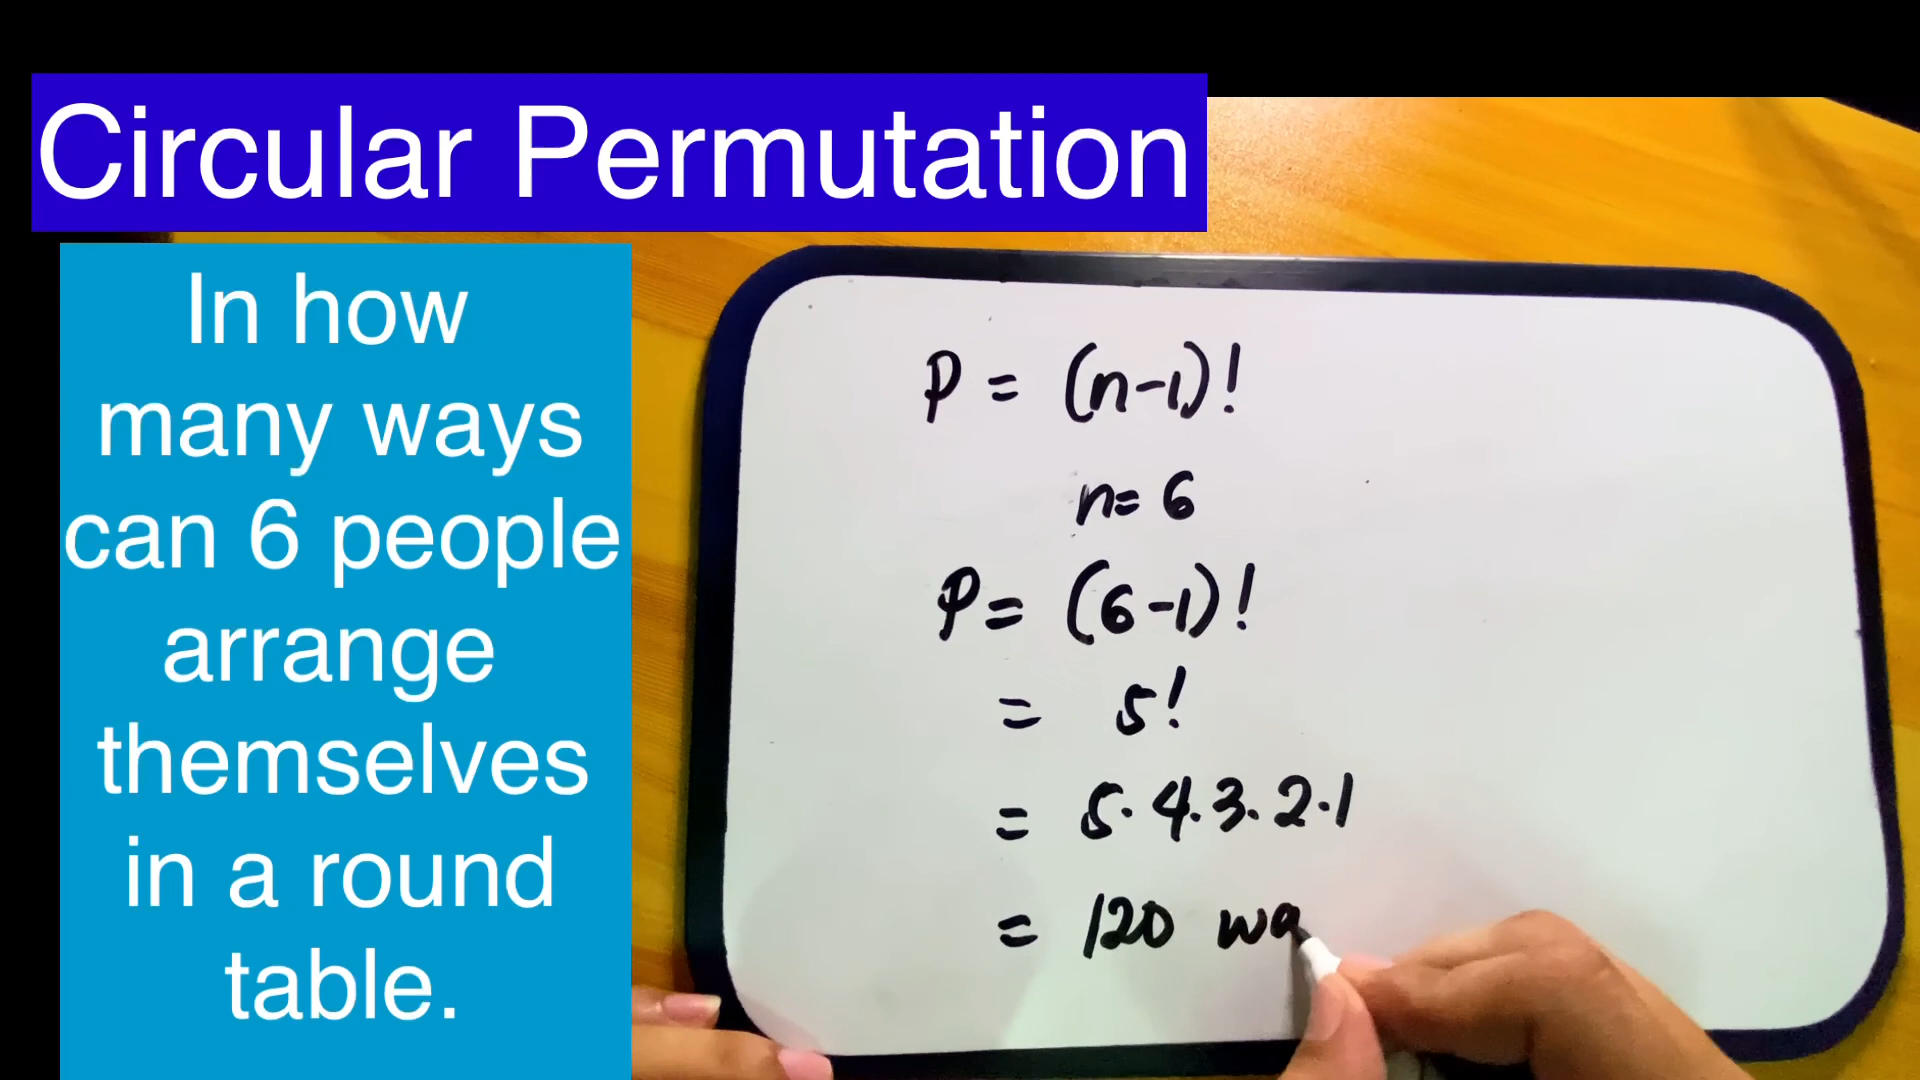 Circular Permutation
In how
many ways
can 6 people
arrange
themselves
in a round
table.
P = (n-1)!
n= 6
P= (6-1)!
= 5!
= 5.4.3.2.1
= 120 wa